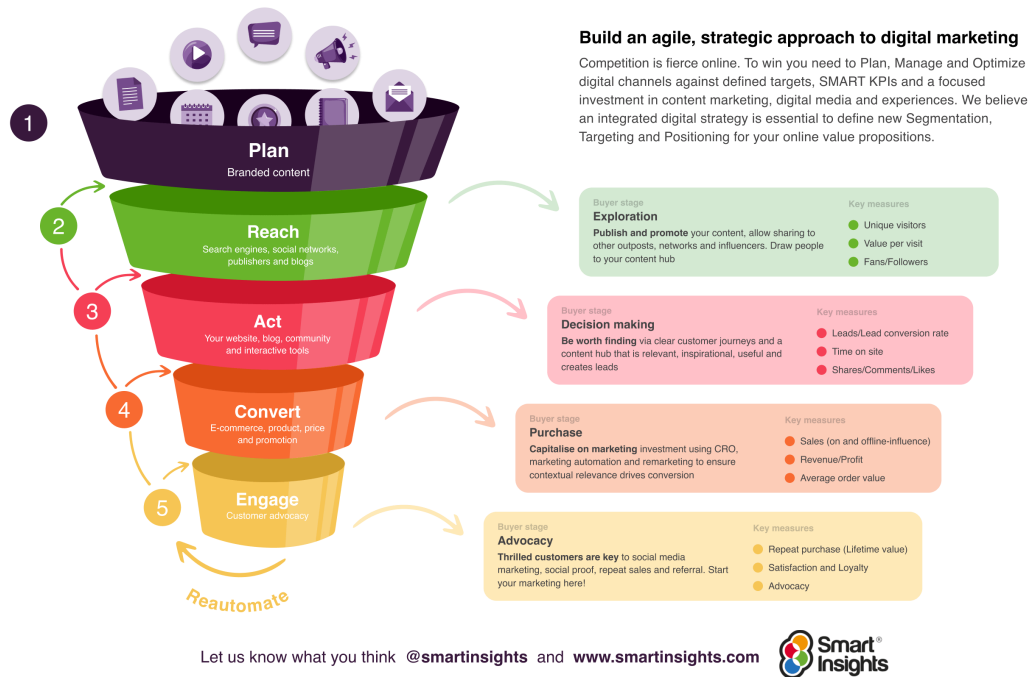 Build an agile, strategic approach to digital marketing
Competition is fierce online. To win you need to Plan, Manage and Optimize
digital channels against defined targets, SMART KPIs and a focused
investment in content marketing, digital media and experiences. We believe
an integrated digital strategy is essential to define new Segmentation,
Targeting and Positioning for your online value propositions.
1
Plan
Branded content
2
Reach
Search engines, social networks,
publishers and blogs
Buyer stage
Exploration
Publish and promote your content, allow sharing to
other outposts, networks and influencers. Draw people
to your content hub
Key measures
Unique visitors
Value per visit
Fans/Followers
3
Act
Your website, blog, community
and interactive tools
Buyer stage
Decision making
Be worth finding via clear customer journeys and a
content hub that is relevant, inspirational, useful and
creates leads
Key measures
Leads/Lead conversion rate
Time on site
Shares/Comments/Likes
4
Convert
E-commerce, product, price
and promotion
Buyer stage
Purchase
Capitalise on marketing investment using CRO,
marketing automation and remarketing to ensure
contextual relevance drives conversion
Key measures
Sales (on and offline-influence)
Revenue/Profit
Average order value
5
Engage
Customer advocacy
Buyer stage
Advocacy
Thrilled customers are key to social media
marketing, social proof, repeat sales and referral. Start
your marketing here!
Key measures
Repeat purchase (Lifetime value)
Satisfaction and Loyalty
Advocacy
Reautomate
Let us know what you think @smartinsights and www.smartinsights.com
Smart®
Insights